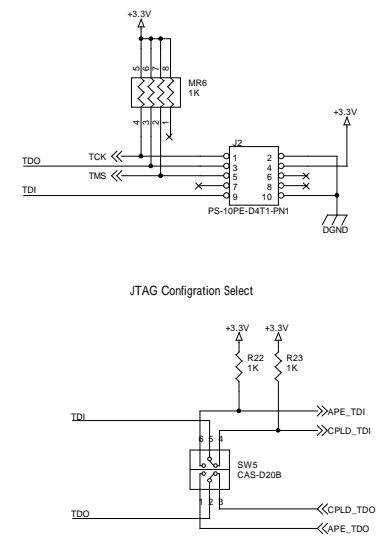 +3.3V
5 6 7 8
MR6
1K
4 3 2 1
+3.3V
J2
TCK 1 2
TDO 3 4
TMS 5 6
7 8
TDI 9 10
PS-10PE-D4T1-PN1
DGND
JTAG Configration Select
+3.3V +3.3V
R22 R23
1K 1K
APE_TDI
TDI CPLD_TDI
6 5 4
SW5
CAS-D20B
1 2 3
CPLD_TDO
TDO
APE_TDO